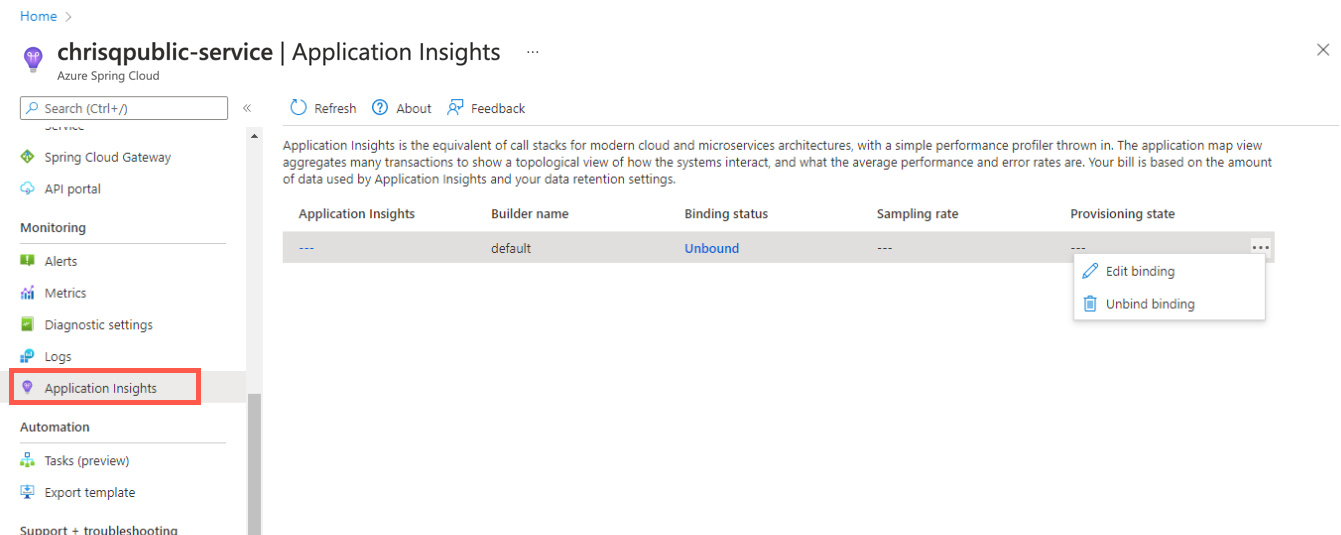 Home
chrisqpublic-service | Application Insights ...
Azure Spring Cloud
Search (Ctrl+/)
«
Service
Spring Cloud Gateway
API portal
Monitoring
Alerts
Metrics
Diagnostic settings
Logs
Application Insights
Automation
Tasks (preview)
Export template
Support + troubleshooting
Refresh
About
Feedback
Application Insights is the equivalent of call stacks for modern cloud and microservices architectures, with a simple performance profiler thrown in. The application map view
aggregates many transactions to show a topological view of how the systems interact, and what the average performance and error rates are. Your bill is based on the amount
of data used by Application Insights and your data retention settings.
Application Insights Builder name Binding status Sampling rate Provisioning state
--- default Unbound --- --- ...
Edit binding
Unbind binding